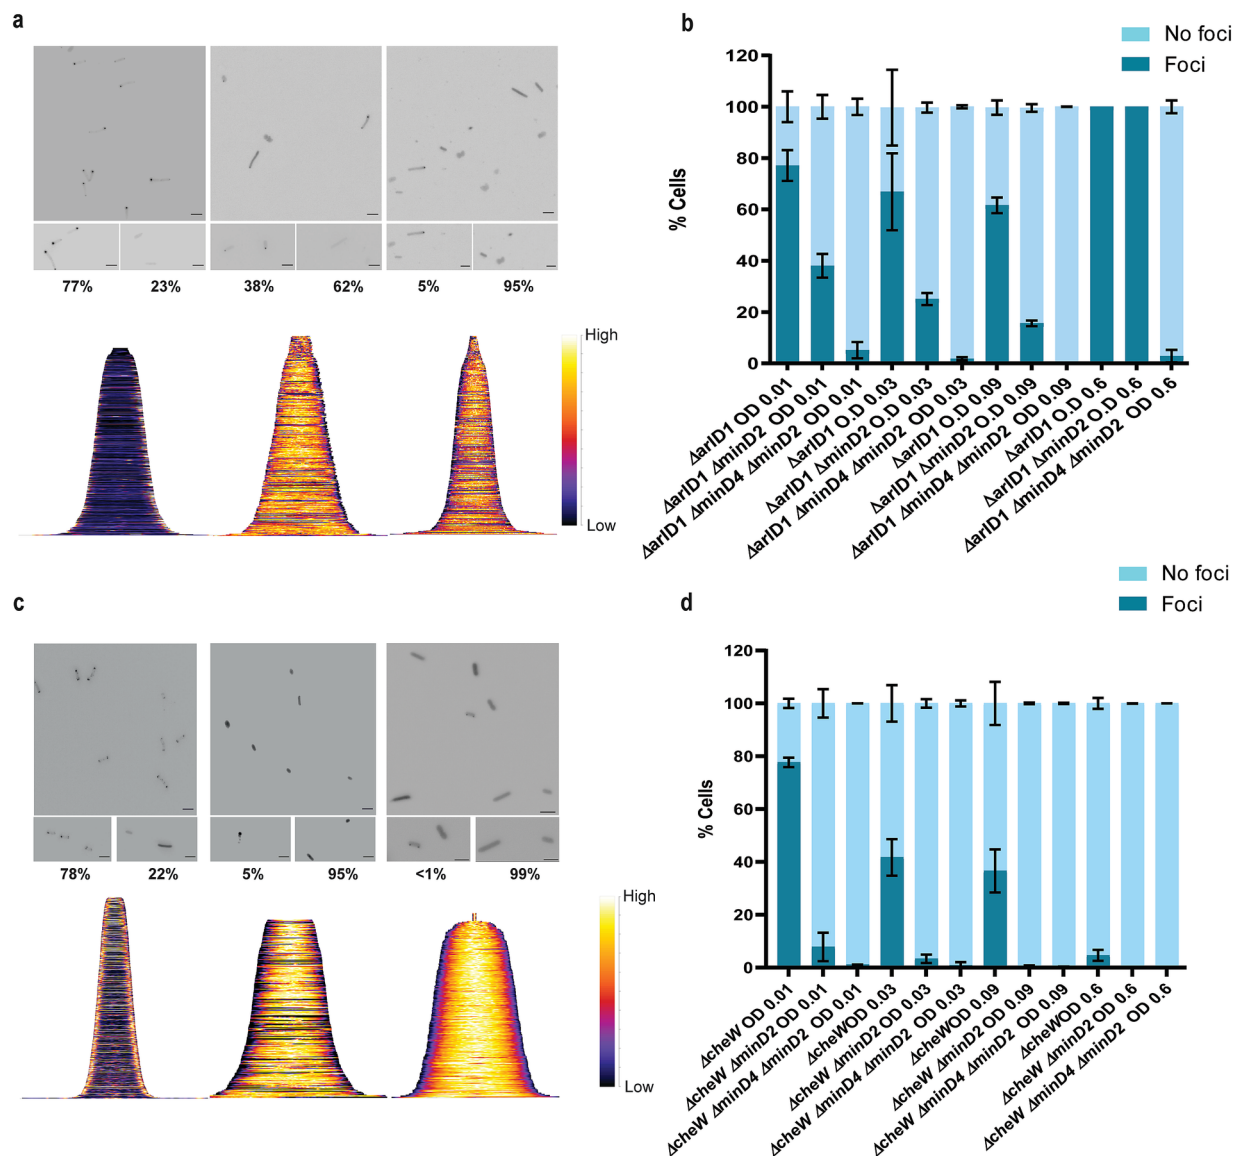 a
77% 23% 38% 62% 5% 95%
High
Low
b
No foci
Foci
% Cells
120
100
80
60
40
20
0
ΔarlD1 OD 0.01
ΔarlD1 ΔminD2 OD 0.01
ΔarlD1 ΔminD4 ΔminD2 OD 0.01
ΔarlD1 O.D 0.03
ΔarlD1 ΔminD2 O.D 0.03
ΔarlD1 ΔminD4 ΔminD2 OD 0.03
ΔarlD1 O.D 0.09
ΔarlD1 ΔminD2 O.D 0.09
ΔarlD1 ΔminD4 ΔminD2 OD 0.09
ΔarlD1 O.D 0.6
ΔarlD1 ΔminD2 O.D 0.6
ΔarlD1 ΔminD4 ΔminD2 OD 0.6
c
78% 22% 5% 95% <1% 99%
High
Low
d
No foci
Foci
% Cells
120
100
80
60
40
20
0
ΔcheW OD 0.01
ΔcheW ΔminD2 OD 0.01
ΔcheW ΔminD4 ΔminD2 OD 0.01
ΔcheWOD 0.03
ΔcheW ΔminD2 OD 0.03
ΔcheW ΔminD4 ΔminD2 OD 0.03
ΔcheWOD 0.09
ΔcheW ΔminD2 OD 0.09
ΔcheW ΔminD4 ΔminD2 OD 0.09
ΔcheWOD 0.6
ΔcheW ΔminD2 OD 0.6
ΔcheW ΔminD4 ΔminD2 OD 0.6